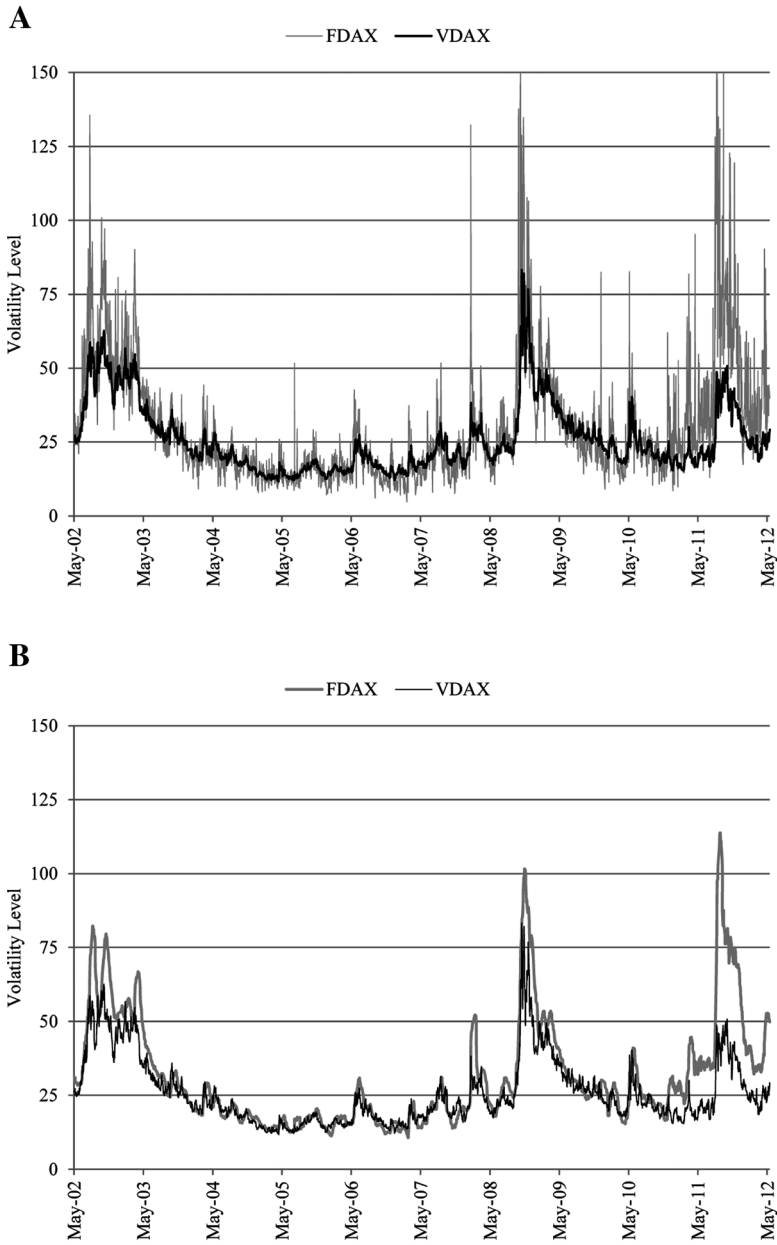 A
FDAX VDAX
150
125
100
75
50
25
0
Volatility Level
May-02
May-03
May-04
May-05
May-06
May-07
May-08
May-09
May-10
May-11
May-12
B
FDAX VDAX
150
125
100
75
50
25
0
Volatility Level
May-02
May-03
May-04
May-05
May-06
May-07
May-08
May-09
May-10
May-11
May-12